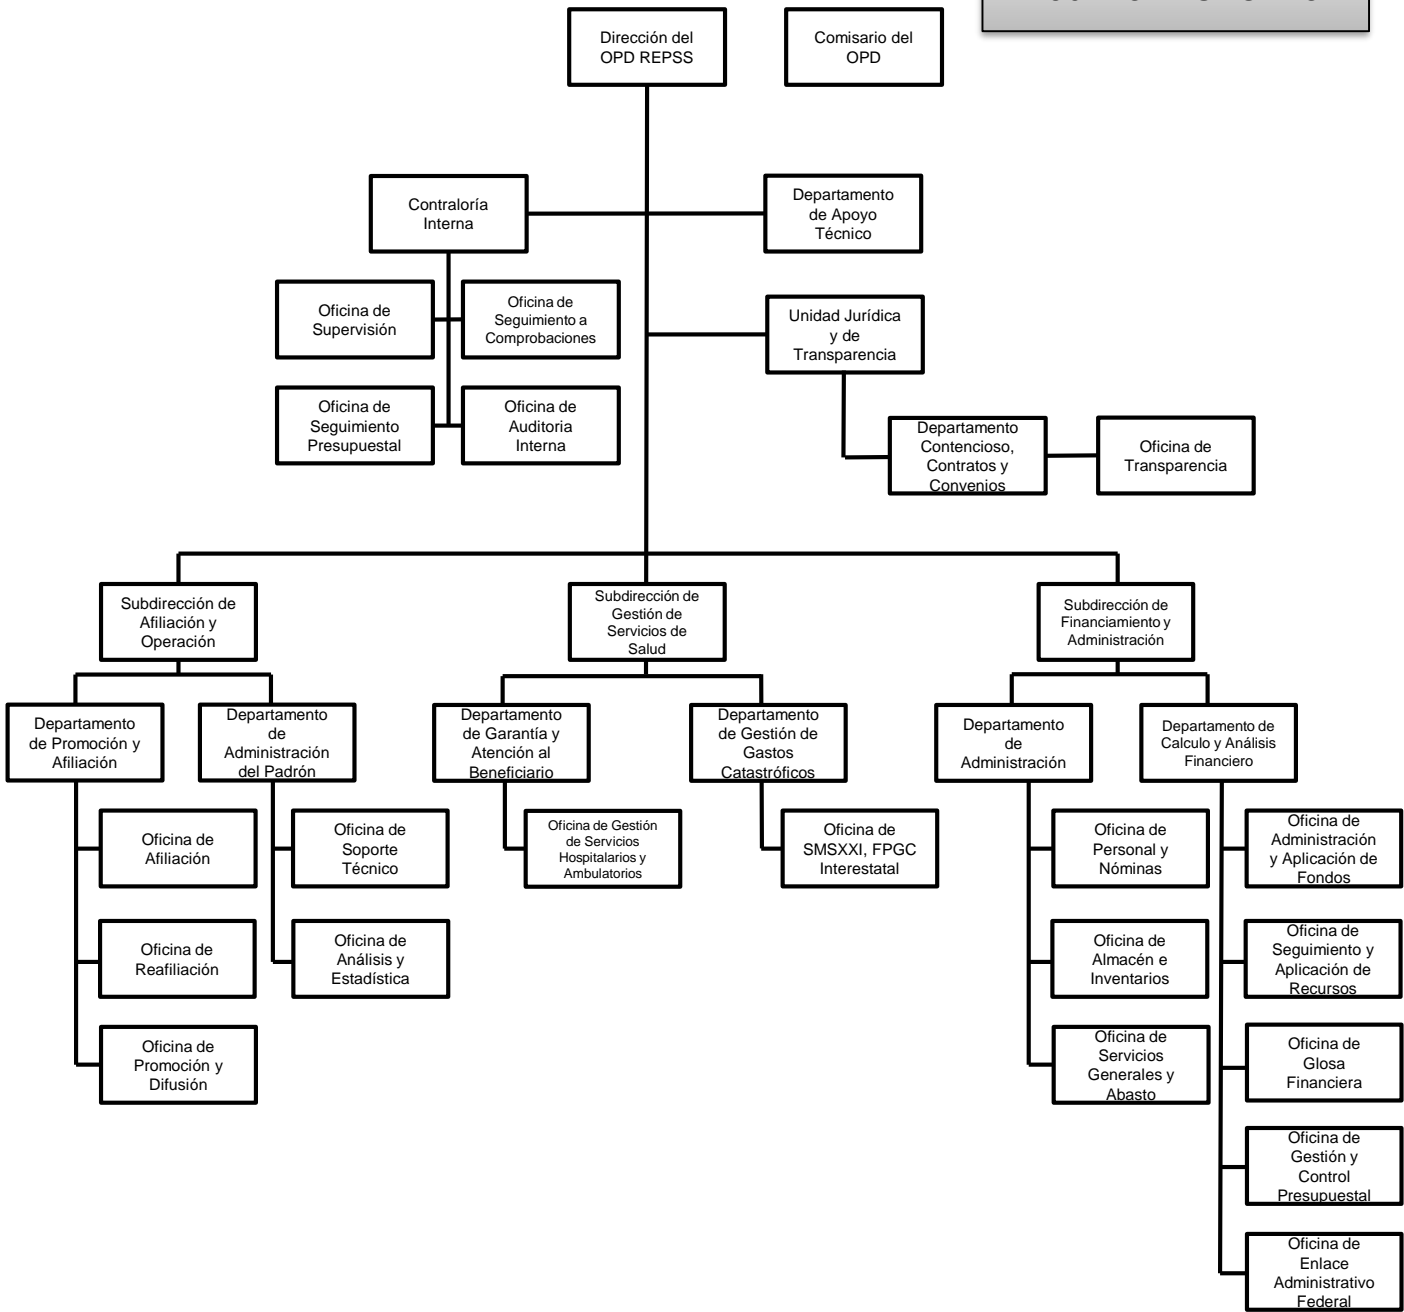 Dirección del
OPD REPSS
Comisario del
OPD
Contraloría
Interna
Departamento
de Apoyo
Técnico
Oficina de
Supervisión
Oficina de
Seguimiento a
Comprobaciones
Unidad Jurídica
y de
Transparencia
Oficina de
Seguimiento
Presupuestal
Oficina de
Auditoria
Interna
Departamento
Contencioso,
Contratos y
Convenios
Oficina de
Transparencia
Subdirección de
Afiliación y
Operación
Subdirección de
Gestión de
Servicios de
Salud
Subdirección de
Financiamiento y
Administración
Departamento
de Promoción y
Afiliación
Departamento
de
Administración
del Padrón
Departamento
de Garantía y
Atención al
Beneficiario
Departamento
de Gestión de
Gastos
Catastróficos
Departamento
de
Administración
Departamento de
Calculo y Análisis
Financiero
Oficina de
Afiliación
Oficina de
Soporte
Técnico
Oficina de Gestión
de Servicios
Hospitalarios y
Ambulatorios
Oficina de
SMSXXI, FPGC
Interestatal
Oficina de
Personal y
Nóminas
Oficina de
Administración
y Aplicación de
Fondos
Oficina de
Reafiliación
Oficina de
Análisis y
Estadística
Oficina de
Almacén e
Inventarios
Oficina de
Seguimiento y
Aplicación de
Recursos
Oficina de
Promoción y
Difusión
Oficina de
Servicios
Generales y
Abasto
Oficina de
Glosa
Financiera
Oficina de
Gestión y
Control
Presupuestal
Oficina de
Enlace
Administrativo
Federal